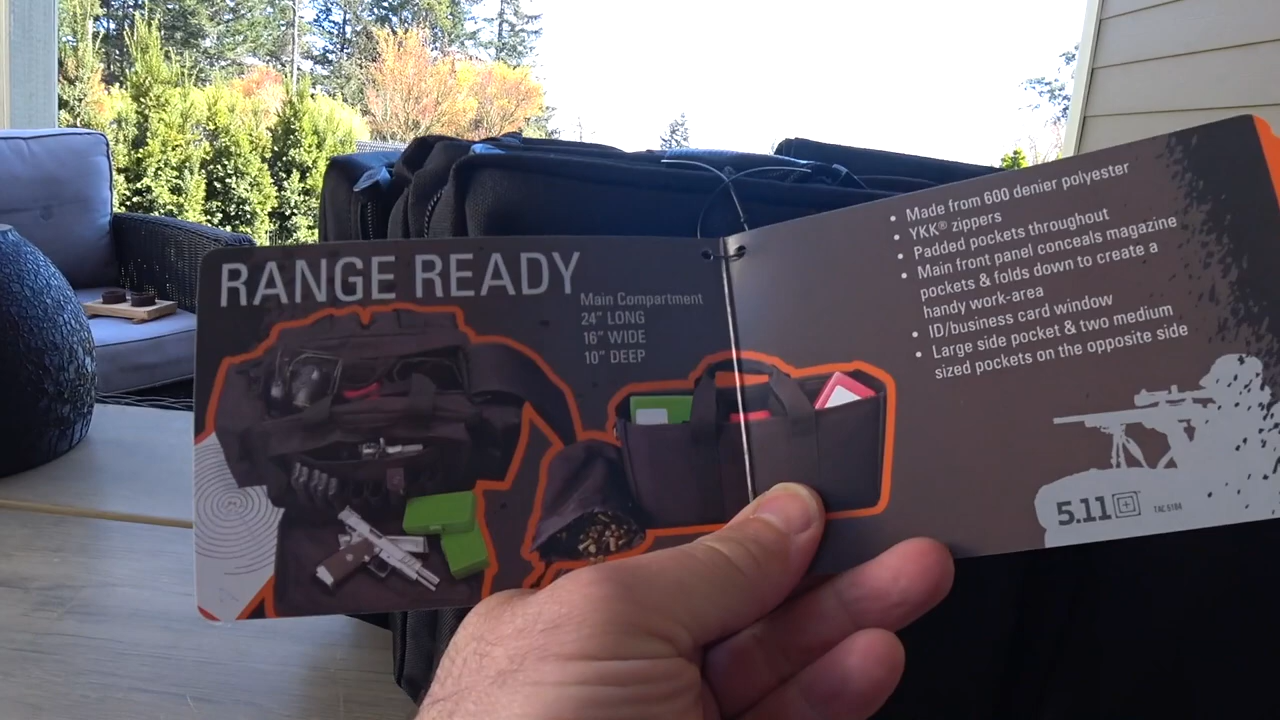 RANGE READY
Main Compartment
24" LONG
16" WIDE
10" DEEP
• Made from 600 denier polyester
• YKK® zippers
• Padded pockets throughout
• Main front panel conceals magazine
pockets & folds down to create a
handy work-area
• ID/business card window
• Large side pocket & two medium
sized pockets on the opposite side
5.11
TAC.5184